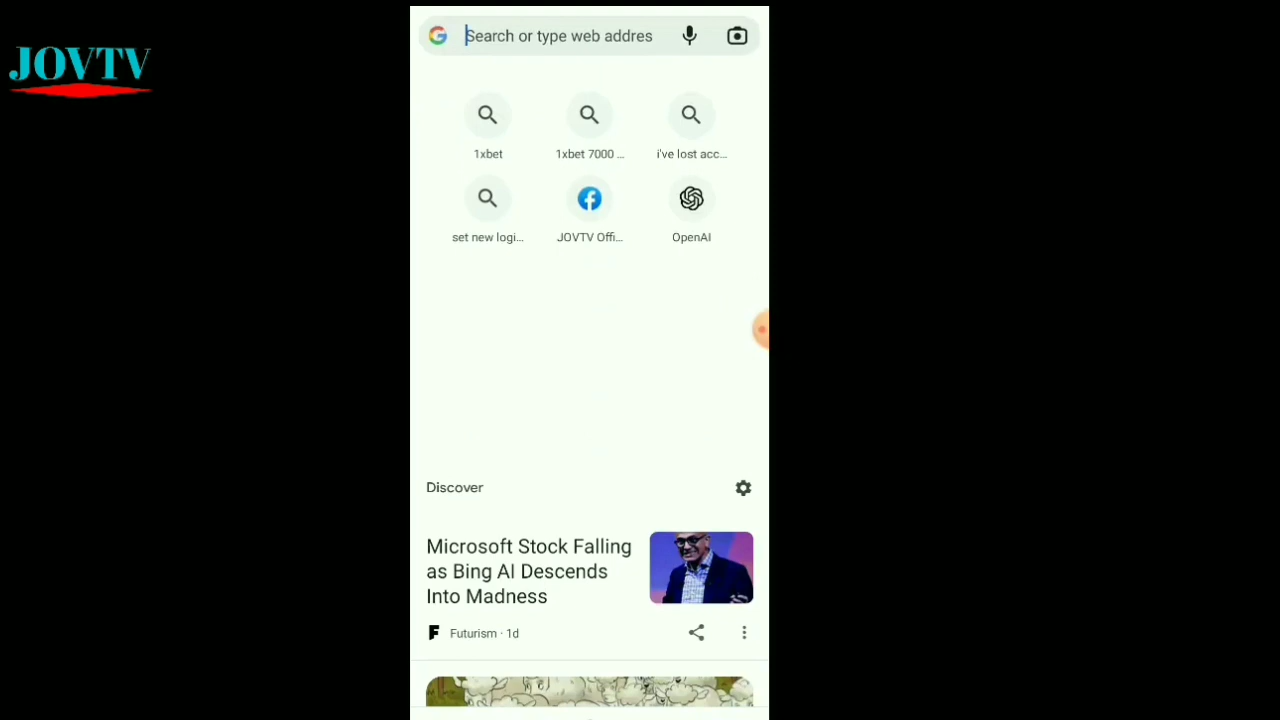 JOVTV
Search or type web addres
1xbet
1xbet 7000 ...
i've lost acc...
set new logi...
JOVTV Offi...
OpenAI
Discover
Microsoft Stock Falling
as Bing AI Descends
Into Madness
F Futurism · 1d